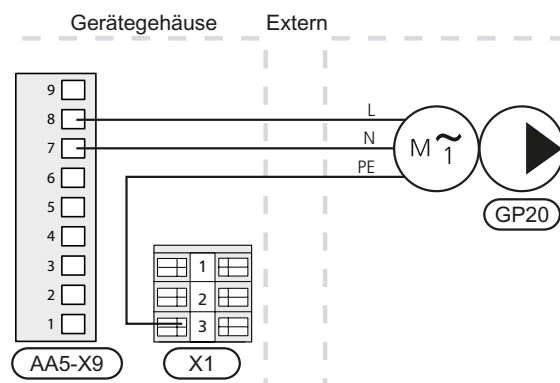 Gerätegehäuse Extern
9
8
7
6
5
4
3
2
1
L
N
PE
M ~ 1
GP20
1
2
3
AA5-X9
X1